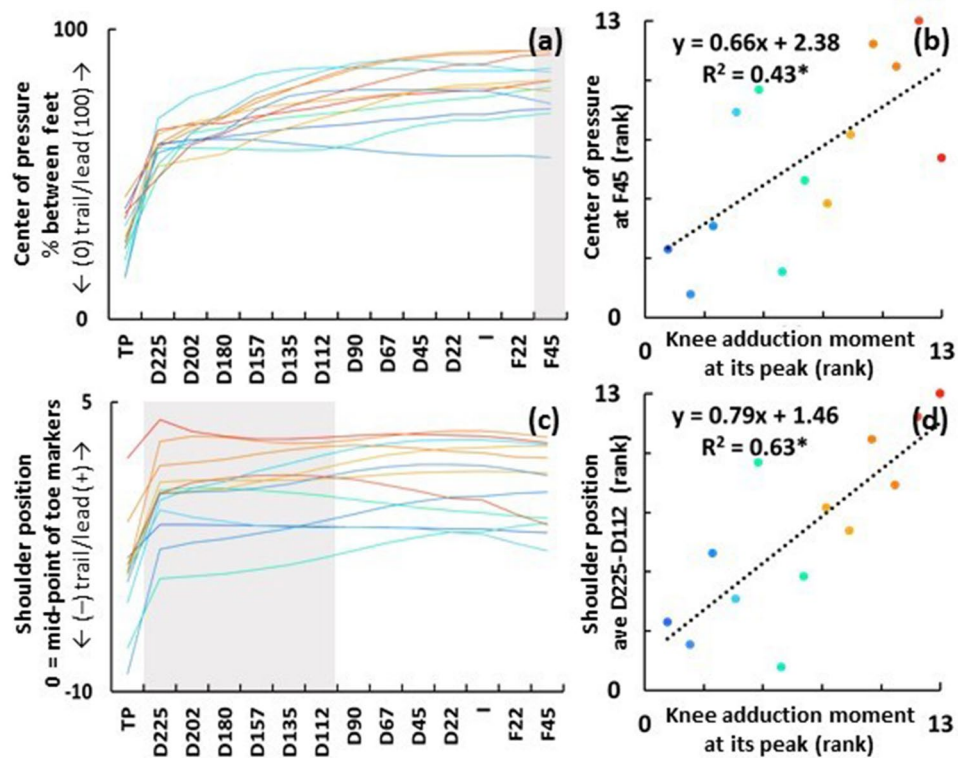 100
(a)
Center of pressure
% between feet
← (0) trail/lead (100) →
0
TP
D225
D202
D180
D157
D135
D112
D90
D67
D45
D22
I
F22
F45
13
(b)
y = 0.66x + 2.38
R² = 0.43*
Center of pressure
at F45 (rank)
0
0
Knee adduction moment
at its peak (rank)
13
5
(c)
Shoulder position
0 = mid-point of toe markers
← (−) trail/lead (+) →
-10
TP
D225
D202
D180
D157
D135
D112
D90
D67
D45
D22
I
F22
F45
13
(d)
y = 0.79x + 1.46
R² = 0.63*
Shoulder position
ave D225-D112 (rank)
0
0
Knee adduction moment
at its peak (rank)
13